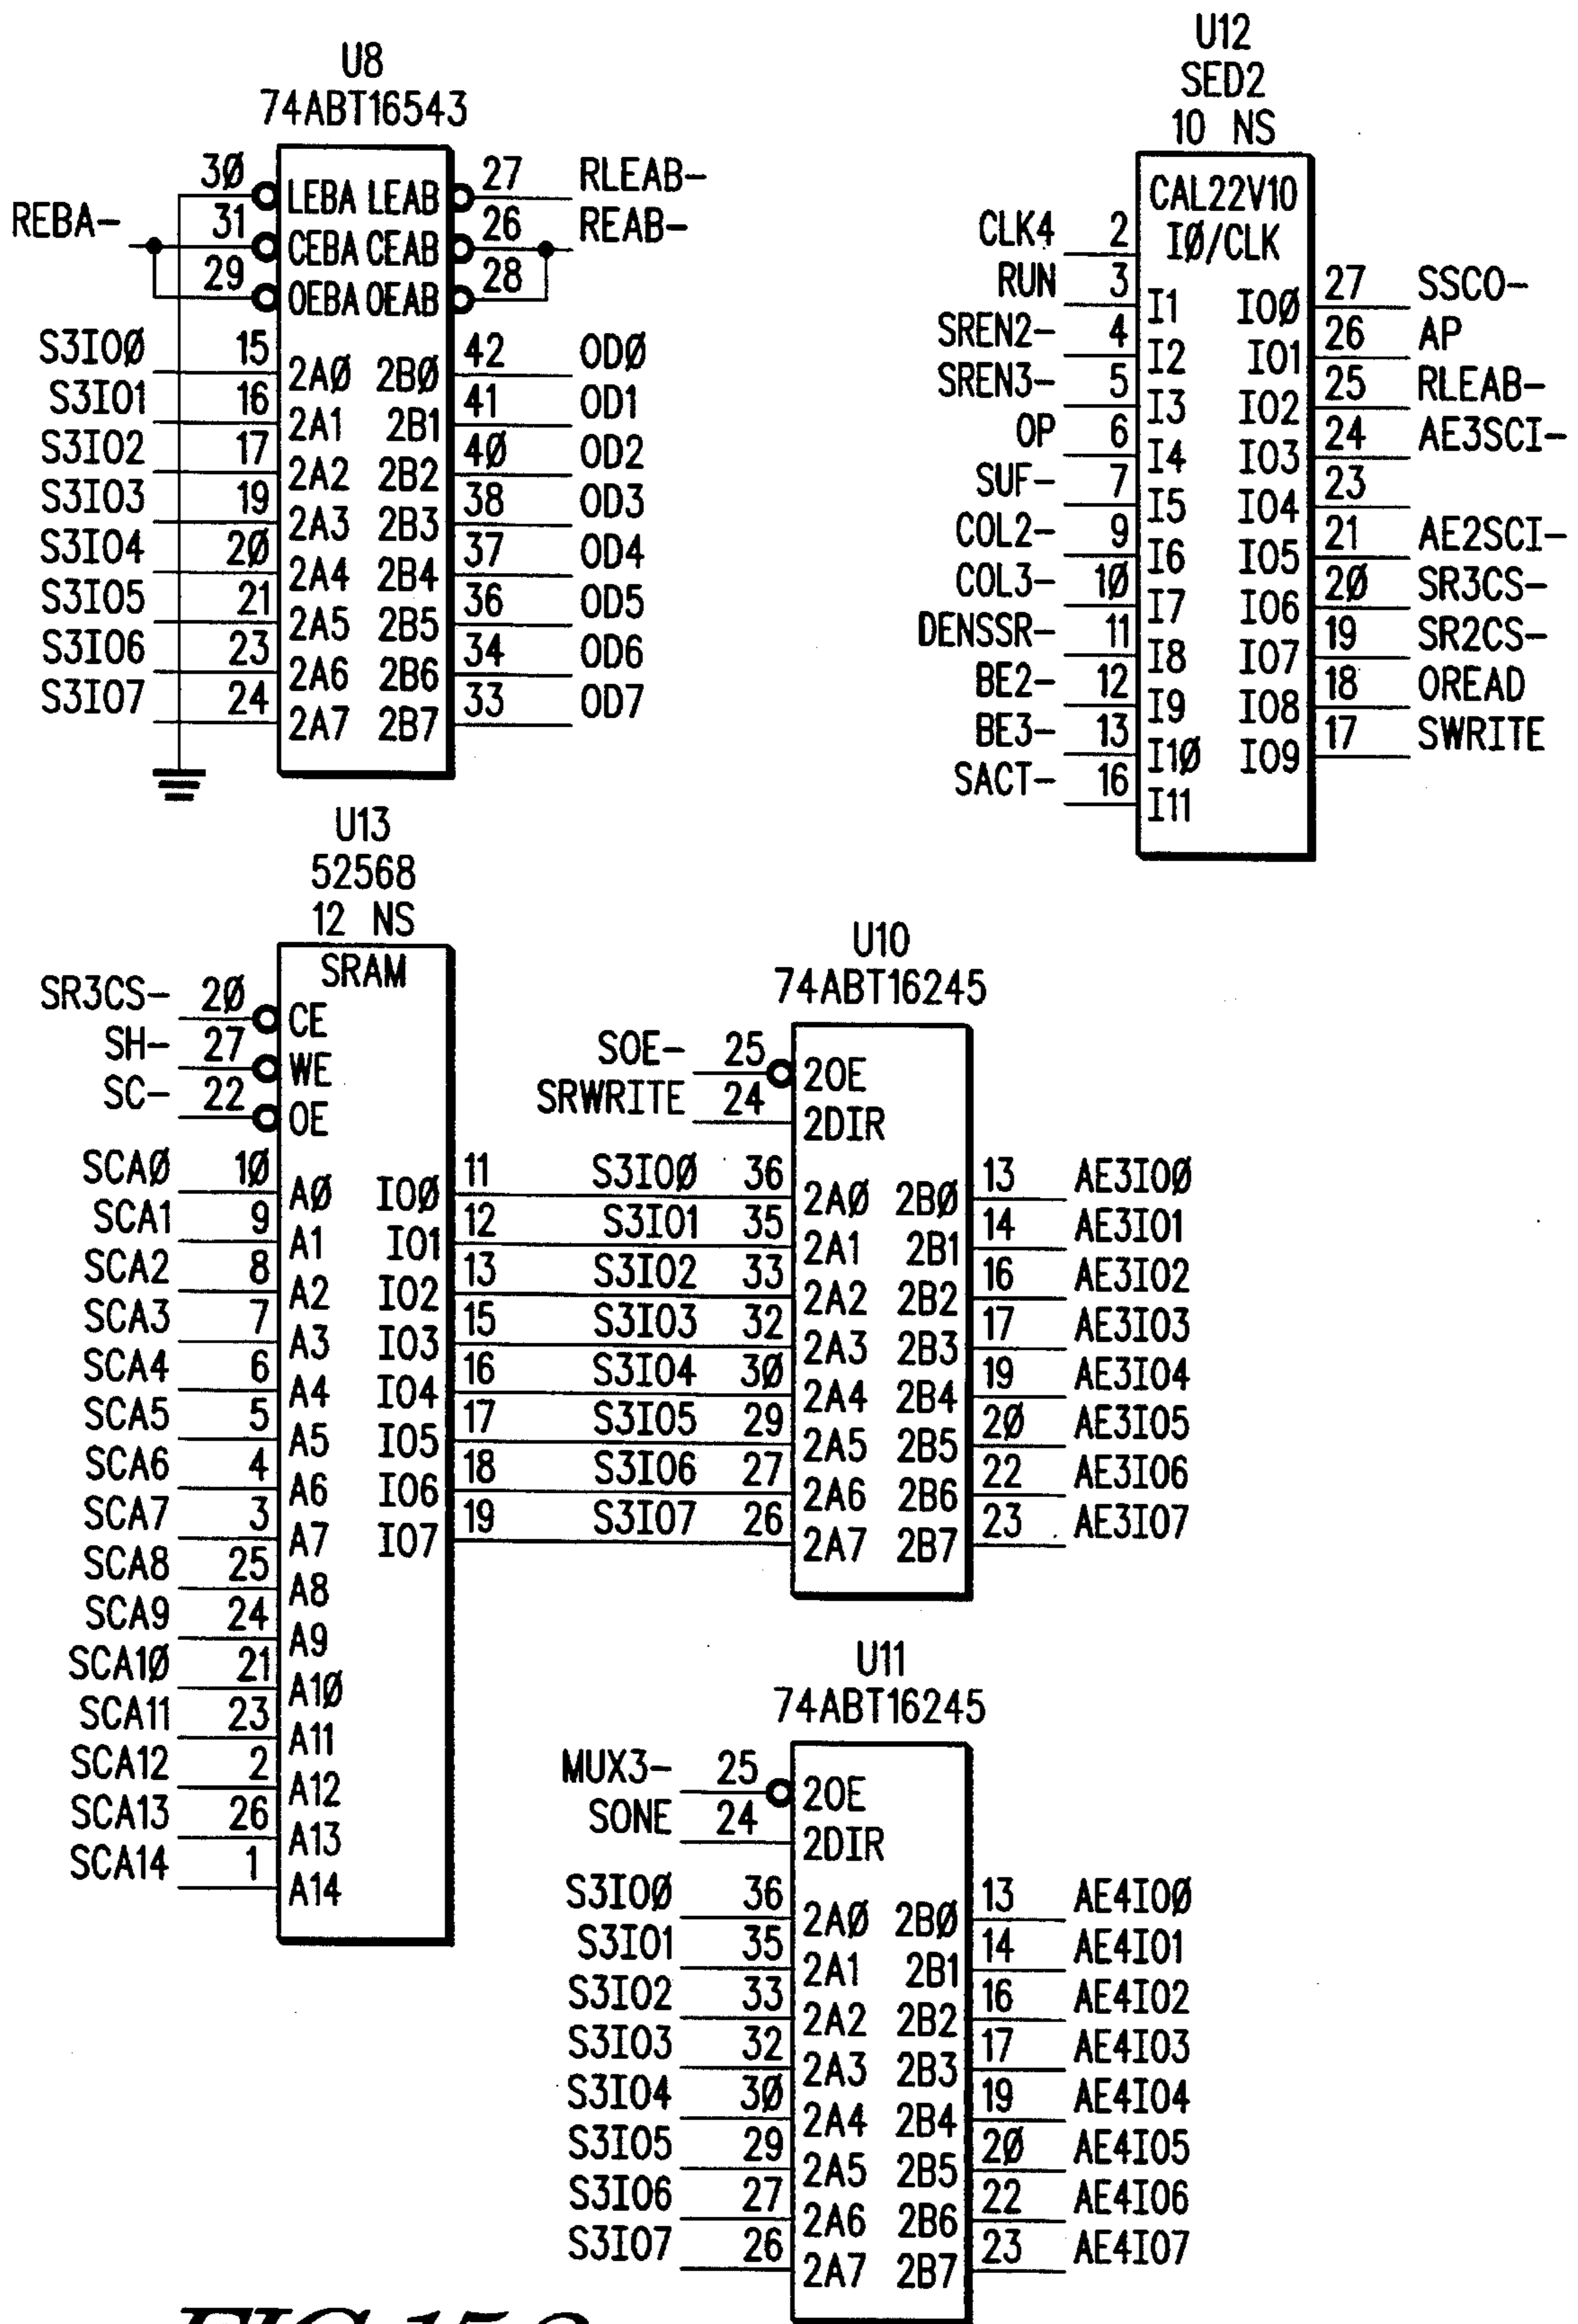 U8
74ABT16543
30 LEBA LEAB 27 RLEAB-
REBA- 31 CEBA CEAB 26 REAB-
29 OEBA OEAB 28
S3IO0 15 2A0 2B0 42 OD0
S3IO1 16 2A1 2B1 41 OD1
S3IO2 17 2A2 2B2 40 OD2
S3IO3 19 2A3 2B3 38 OD3
S3IO4 20 2A4 2B4 37 OD4
S3IO5 21 2A5 2B5 36 OD5
S3IO6 23 2A6 2B6 34 OD6
S3IO7 24 2A7 2B7 33 OD7
U12
SED2
10 NS
CAL22V10
CLK4 2 I0/CLK
RUN 3 I1 IO0 27 SSCO-
SREN2- 4 I2 IO1 26 AP
SREN3- 5 I3 IO2 25 RLEAB-
OP 6 I4 IO3 24 AE3SCI-
SUF- 7 I5 IO4 23
COL2- 9 I6 IO5 21 AE2SCI-
COL3- 10 I7 IO6 20 SR3CS-
DENSSR- 11 I8 IO7 19 SR2CS-
BE2- 12 I9 IO8 18 OREAD
BE3- 13 I10 IO9 17 SWRITE
SACT- 16 I11
U13
52568
12 NS
SRAM
SR3CS- 20 CE
SH- 27 WE
SC- 22 OE
SCA0 10 A0 IO0 11
SCA1 9 A1 IO1 12
SCA2 8 A2 IO2 13
SCA3 7 A3 IO3 15
SCA4 6 A4 IO4 16
SCA5 5 A5 IO5 17
SCA6 4 A6 IO6 18
SCA7 3 A7 IO7 19
SCA8 25 A8
SCA9 24 A9
SCA10 21 A10
SCA11 23 A11
SCA12 2 A12
SCA13 26 A13
SCA14 1 A14
U10
74ABT16245
SOE- 25 2OE
SRWRITE 24 2DIR
S3IO0 36 2A0 2B0 13 AE3IO0
S3IO1 35 2A1 2B1 14 AE3IO1
S3IO2 33 2A2 2B2 16 AE3IO2
S3IO3 32 2A3 2B3 17 AE3IO3
S3IO4 30 2A4 2B4 19 AE3IO4
S3IO5 29 2A5 2B5 20 AE3IO5
S3IO6 27 2A6 2B6 22 AE3IO6
S3IO7 26 2A7 2B7 23 AE3IO7
U11
74ABT16245
MUX3- 25 2OE
SONE 24 2DIR
S3IO0 36 2A0 2B0 13 AE4IO0
S3IO1 35 2A1 2B1 14 AE4IO1
S3IO2 33 2A2 2B2 16 AE4IO2
S3IO3 32 2A3 2B3 17 AE4IO3
S3IO4 30 2A4 2B4 19 AE4IO4
S3IO5 29 2A5 2B5 20 AE4IO5
S3IO6 27 2A6 2B6 22 AE4IO6
S3IO7 26 2A7 2B7 23 AE4IO7